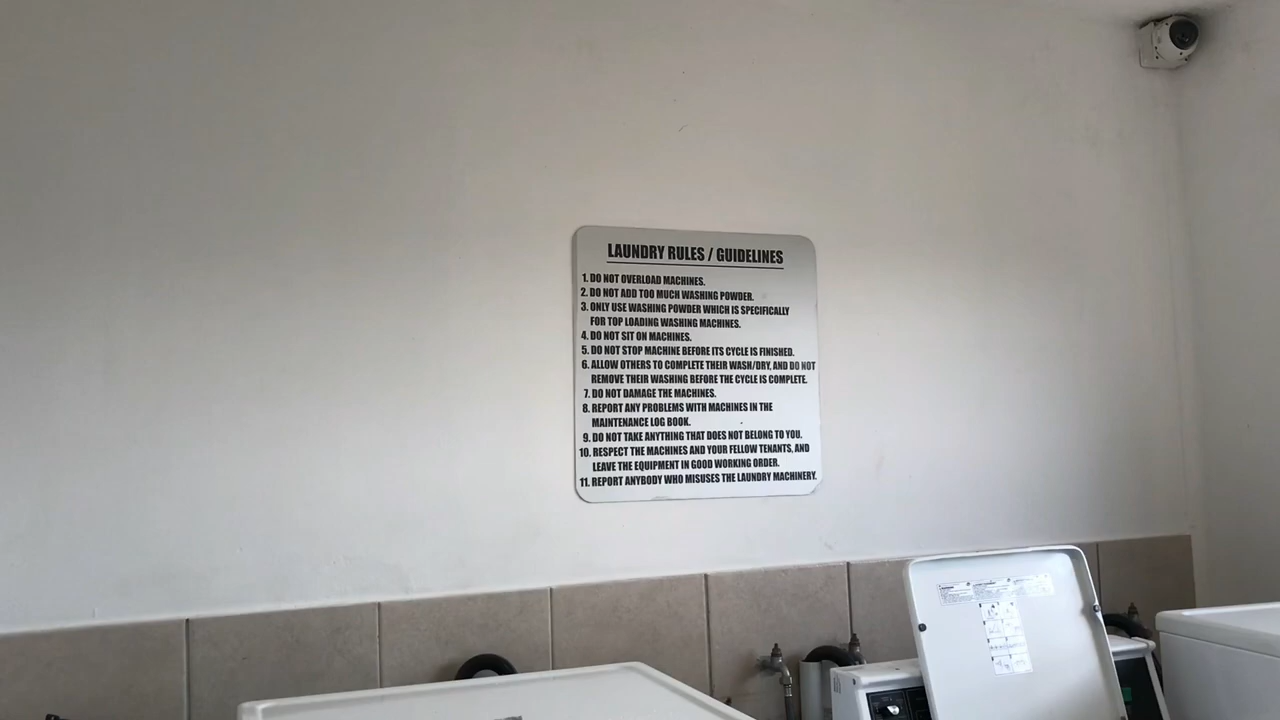 LAUNDRY RULES / GUIDELINES
1. DO NOT OVERLOAD MACHINES.
2. DO NOT ADD TOO MUCH WASHING POWDER.
3. ONLY USE WASHING POWDER WHICH IS SPECIFICALLY
FOR TOP LOADING WASHING MACHINES.
4. DO NOT SIT ON MACHINES.
5. DO NOT STOP MACHINE BEFORE ITS CYCLE IS FINISHED.
6. ALLOW OTHERS TO COMPLETE THEIR WASH/DRY, AND DO NOT
REMOVE THEIR WASHING BEFORE THE CYCLE IS COMPLETE.
7. DO NOT DAMAGE THE MACHINES.
8. REPORT ANY PROBLEMS WITH MACHINES IN THE
MAINTENANCE LOG BOOK.
9. DO NOT TAKE ANYTHING THAT DOES NOT BELONG TO YOU.
10. RESPECT THE MACHINES AND YOUR FELLOW TENANTS, AND
LEAVE THE EQUIPMENT IN GOOD WORKING ORDER.
11. REPORT ANYBODY WHO MISUSES THE LAUNDRY MACHINERY.